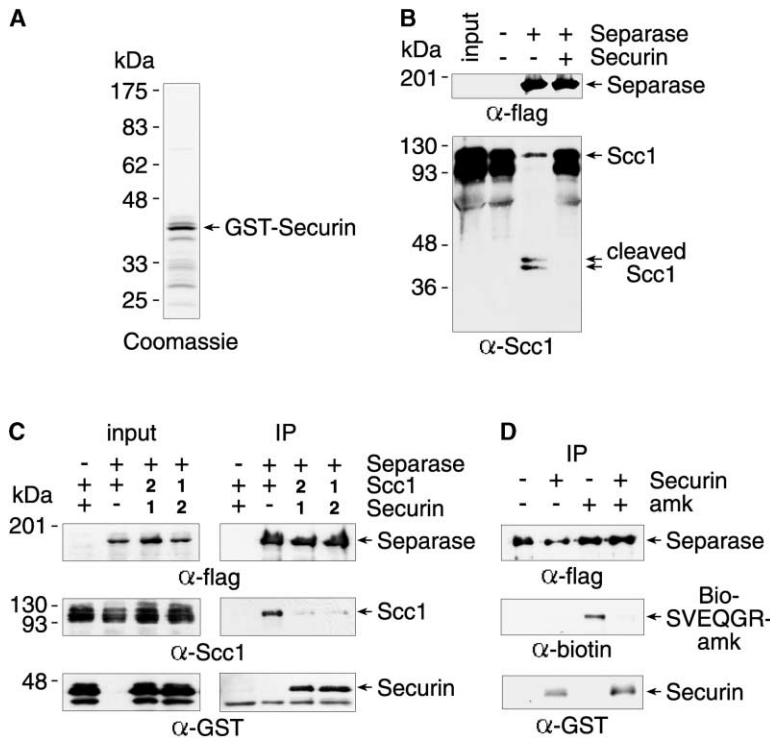 A
kDa
175 -
83 -
62 -
48 -
33 -
25 -
GST-Securin
Coomassie
B
input - + + Separase
- - + Securin
kDa
201 -
Separase
α-flag
130 -
93 -
48 -
36 -
Scc1
cleaved
Scc1
α-Scc1
C
input IP
- + + + - + + + Separase
+ + 2 1 + + 2 1 Scc1
+ - 1 2 + - 1 2 Securin
kDa
201 -
Separase
α-flag
130 -
93 -
Scc1
α-Scc1
48 -
Securin
α-GST
D
IP
- + - + Securin
- - + + amk
Separase
α-flag
Bio-
SVEQGR-
amk
α-biotin
Securin
α-GST